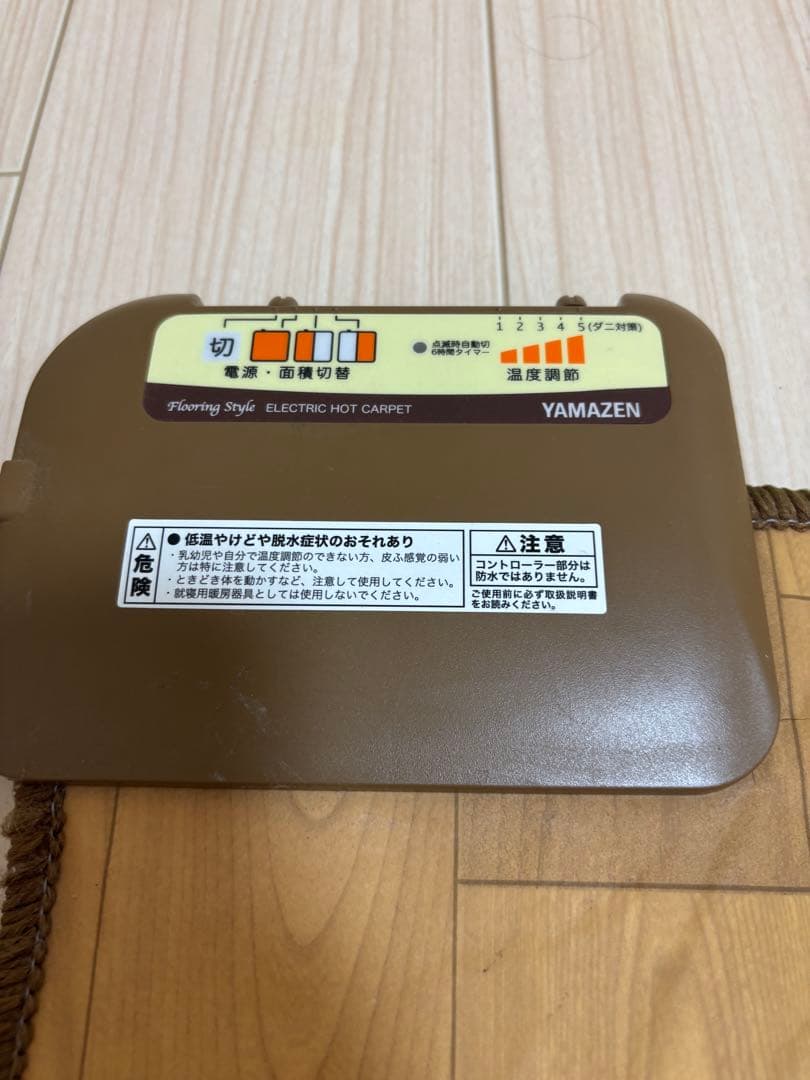 1 2 3 4 5(ダニ対策)
切
電源・面積切替
点滅時自動切
6時間タイマー
温度調節
Flooring Style ELECTRIC HOT CARPET
YAMAZEN
危険
●低温やけどや脱水症状のおそれあり
・乳幼児や自分で温度調節のできない方、皮ふ感覚の弱い
方は特に注意してください。
・ときどき体を動かすなど、注意して使用してください。
・就寝用暖房器具としては使用しないでください。
注意
コントローラー部分は
防水ではありません。
ご使用前に必ず取扱説明書
をお読みください。